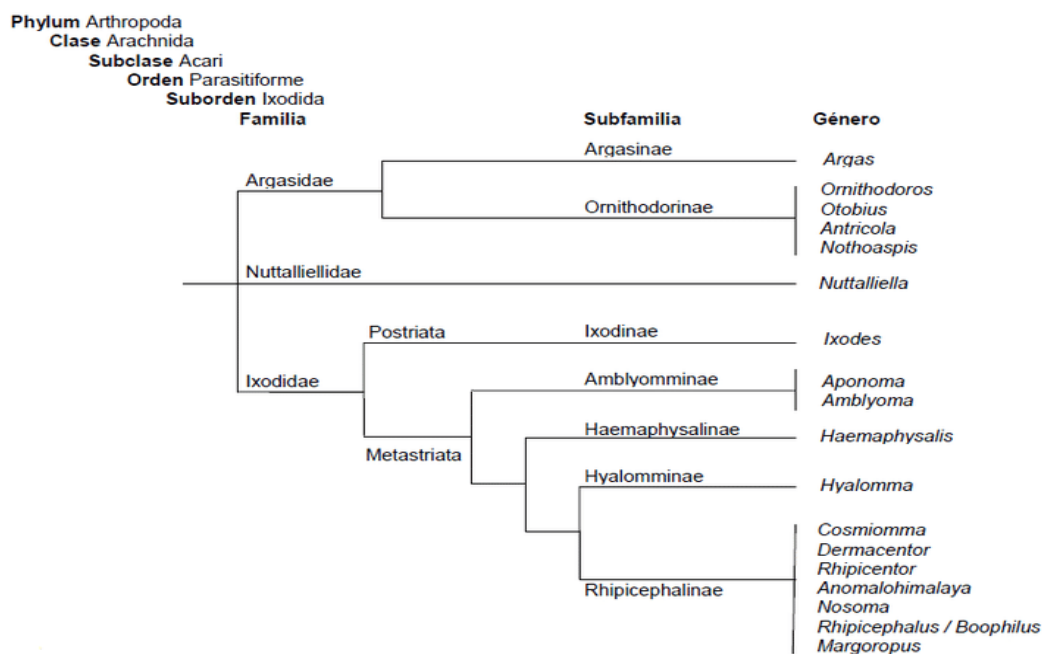 Phylum Arthropoda
Clase Arachnida
Subclase Acari
Orden Parasitiforme
Suborden Ixodida
Familia Subfamilia Género
Argasinae
Argas
Argasidae
Ornithodoros
Ornithodorinae
Otobius
Antricola
Nothoaspis
Nuttalliellidae
Nuttalliella
Postriata
Ixodinae
Ixodes
Ixodidae
Amblyomminae
Aponoma
Amblyoma
Haemaphysalinae
Haemaphysalis
Metastriata
Hyalomminae
Hyalomma
Cosmiomma
Dermacentor
Rhipicentor
Rhipicephalinae
Anomalohimalaya
Nosoma
Rhipicephalus / Boophilus
Margoropus